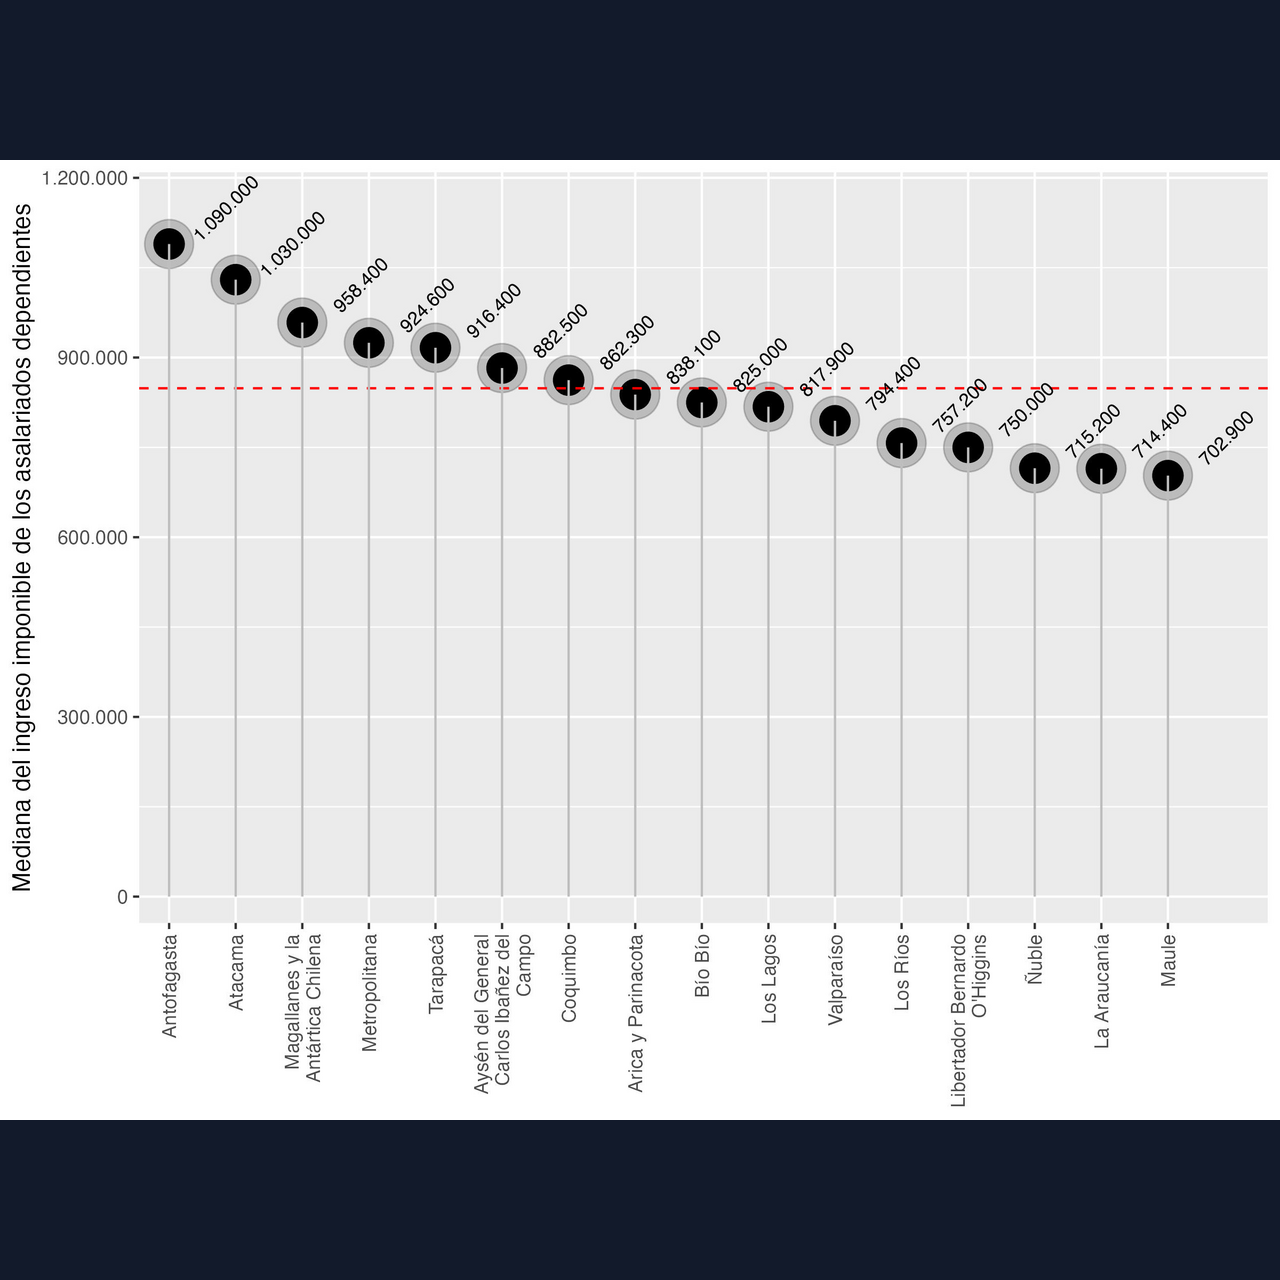 Mediana del ingreso imponible de los asalariados dependientes
1.200.000
900.000
600.000
300.000
0
1.090.000
1.030.000
958.400
924.600
916.400
882.500
862.300
838.100
825.000
817.900
794.400
757.200
750.000
715.200
714.400
702.900
Antofagasta
Atacama
Magallanes y la
Antártica Chilena
Metropolitana
Tarapacá
Aysén del General
Carlos Ibañez del
Campo
Coquimbo
Arica y Parinacota
Bío Bío
Los Lagos
Valparaíso
Los Ríos
Libertador Bernardo
O'Higgins
Ñuble
La Araucanía
Maule